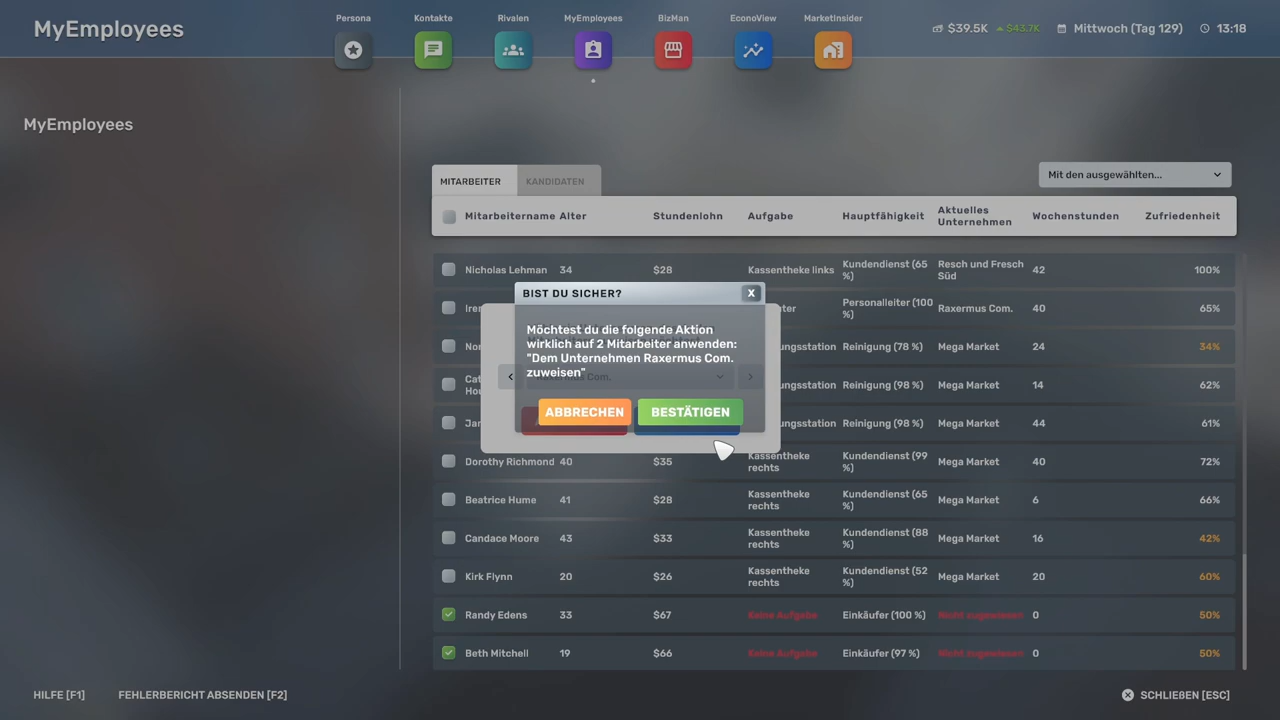 MyEmployees
Persona
Kontakte
Rivalen
MyEmployees
BizMan
EconoView
MarketInsider
$39.5K
$43.7K
Mittwoch (Tag 129)
13:18
MyEmployees
MITARBEITER
KANDIDATEN
Mit den ausgewählten...
Mitarbeitername Alter Stundenlohn Aufgabe Hauptfähigkeit Aktuelles Unternehmen Wochenstunden Zufriedenheit
Nicholas Lehman 34 $28 Kassentheke links Kundendienst (65 %) Resch und Fresch Süd 42 100%
Personalleiter (100 %) Raxermus Com. 40 65%
ungsstation Reinigung (78 %) Mega Market 24 34%
ungsstation Reinigung (98 %) Mega Market 14 62%
ungsstation Reinigung (98 %) Mega Market 44 61%
Dorothy Richmond 40 $35 Kassentheke rechts Kundendienst (99 %) Mega Market 40 72%
Beatrice Hume 41 $28 Kassentheke rechts Kundendienst (65 %) Mega Market 6 66%
Candace Moore 43 $33 Kassentheke rechts Kundendienst (88 %) Mega Market 16 42%
Kirk Flynn 20 $26 Kassentheke rechts Kundendienst (52 %) Mega Market 20 60%
Randy Edens 33 $67 Keine Aufgabe Einkäufer (100 %) Nicht zugewiesen 0 50%
Beth Mitchell 19 $66 Keine Aufgabe Einkäufer (97 %) Nicht zugewiesen 0 50%
BIST DU SICHER?
X
Möchtest du die folgende Aktion
wirklich auf 2 Mitarbeiter anwenden:
"Dem Unternehmen Raxermus Com.
zuweisen"
Raxermus Com.
ABBRECHEN
BESTÄTIGEN
HILFE [F1]
FEHLERBERICHT ABSENDEN [F2]
SCHLIEẞEN [ESC]